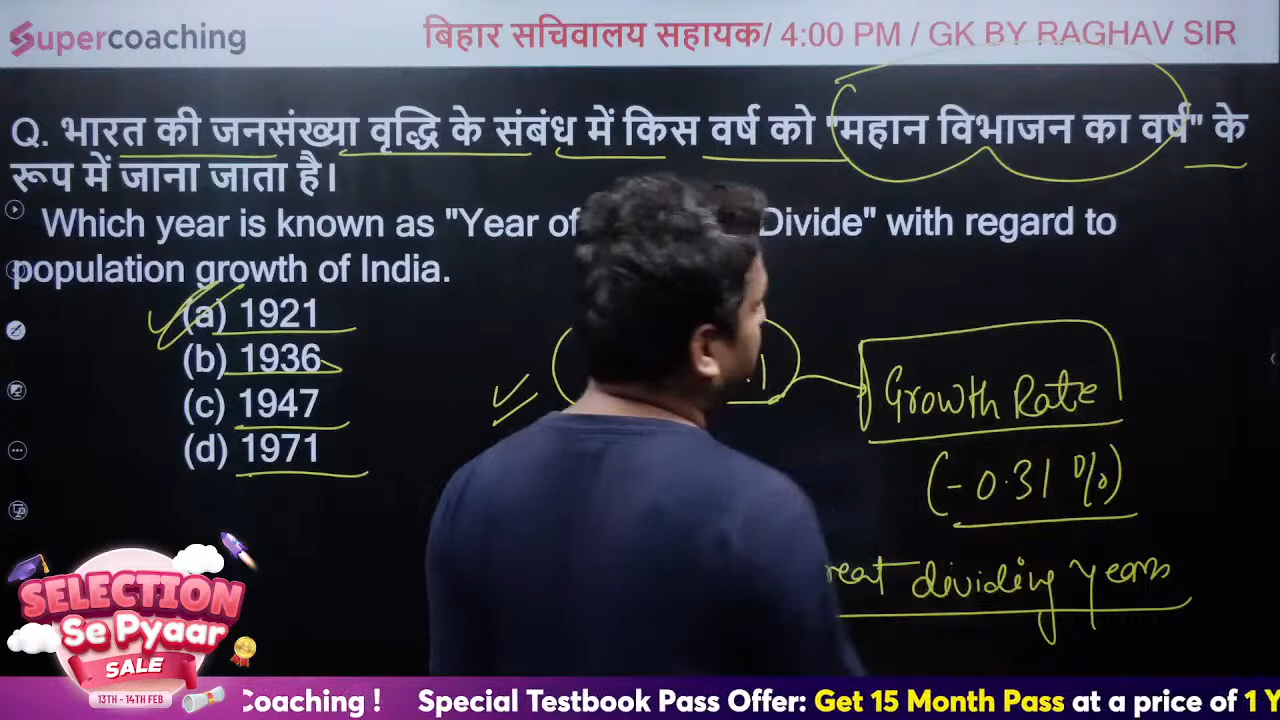 Supercoaching
बिहार सचिवालय सहायक/ 4:00 PM / GK BY RAGHAV SIR
Q. भारत की जनसंख्या वृद्धि के संबंध में किस वर्ष को "महान विभाजन का वर्ष" के
रूप में जाना जाता है।
Which year is known as "Year of Divide" with regard to
population growth of India.
(a) 1921
(b) 1936
(c) 1947
(d) 1971
Growth Rate
(-0.31%)
dividing years
SELECTION
Se Pyaar
SALE
13TH - 14TH FEB
Coaching ! Special Testbook Pass Offer: Get 15 Month Pass at a price of 1